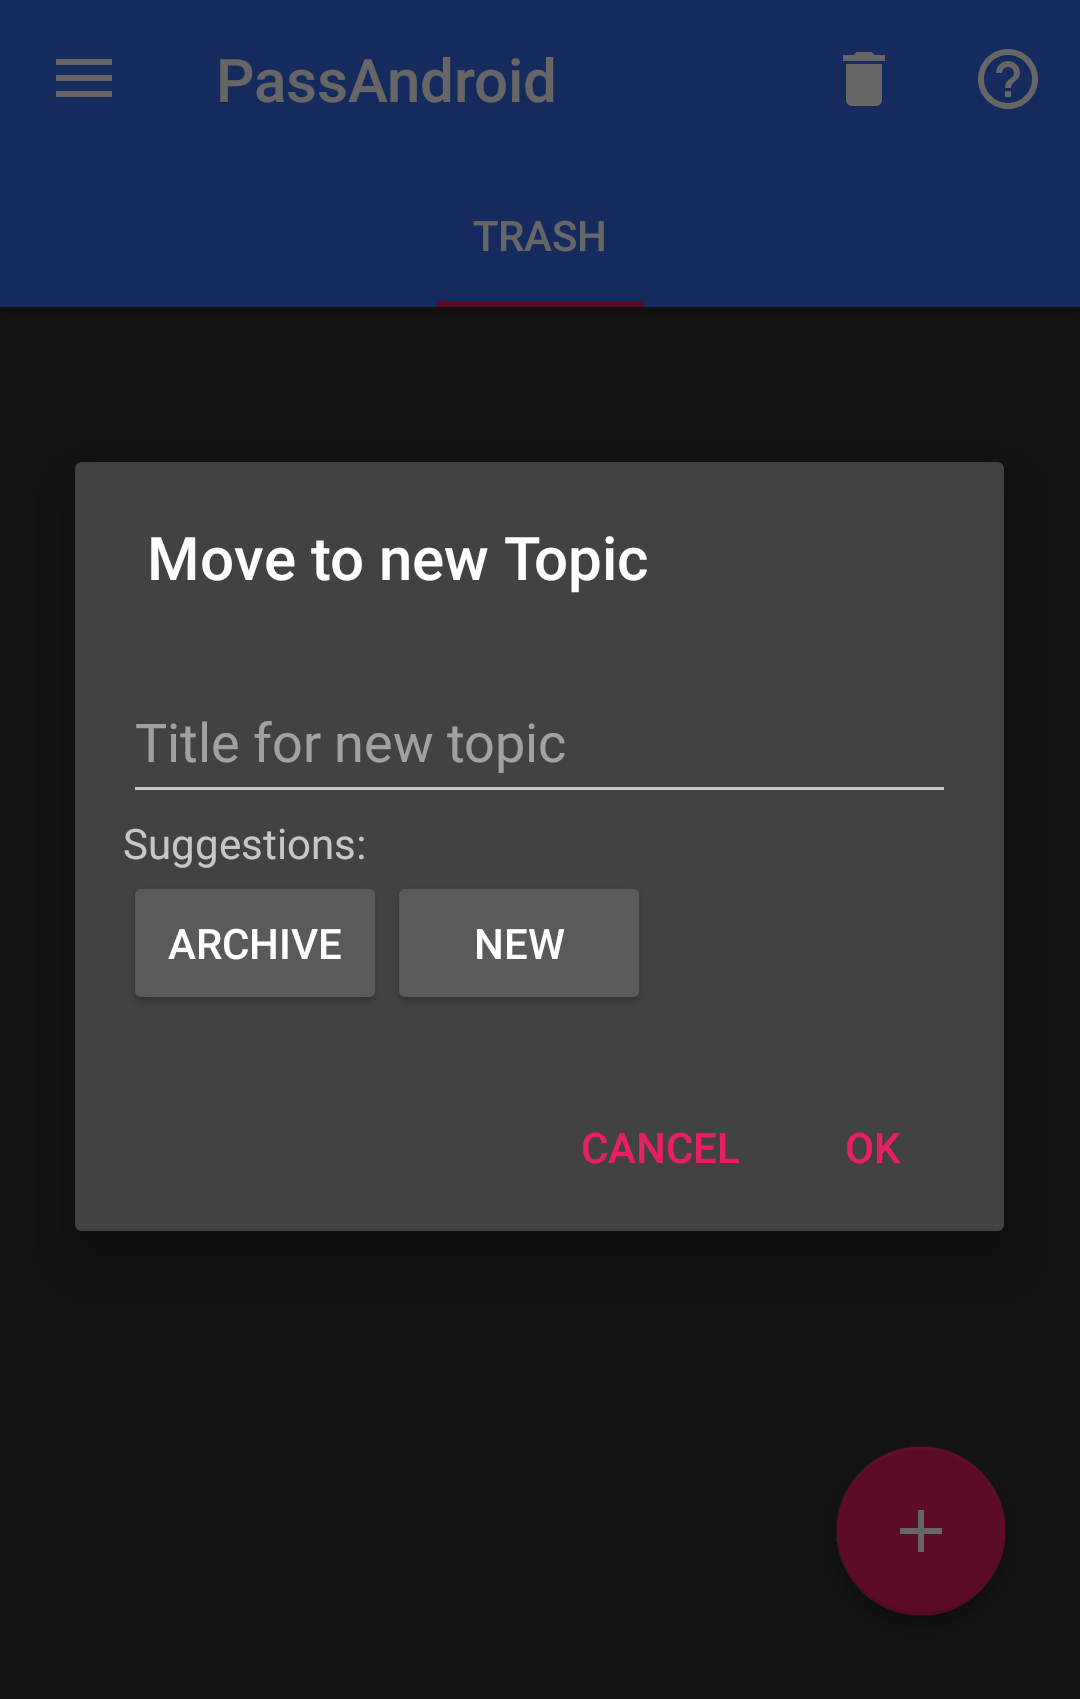 PassAndroid
TRASH
Move to new Topic
Title for new topic
Suggestions:
ARCHIVE NEW
CANCEL OK